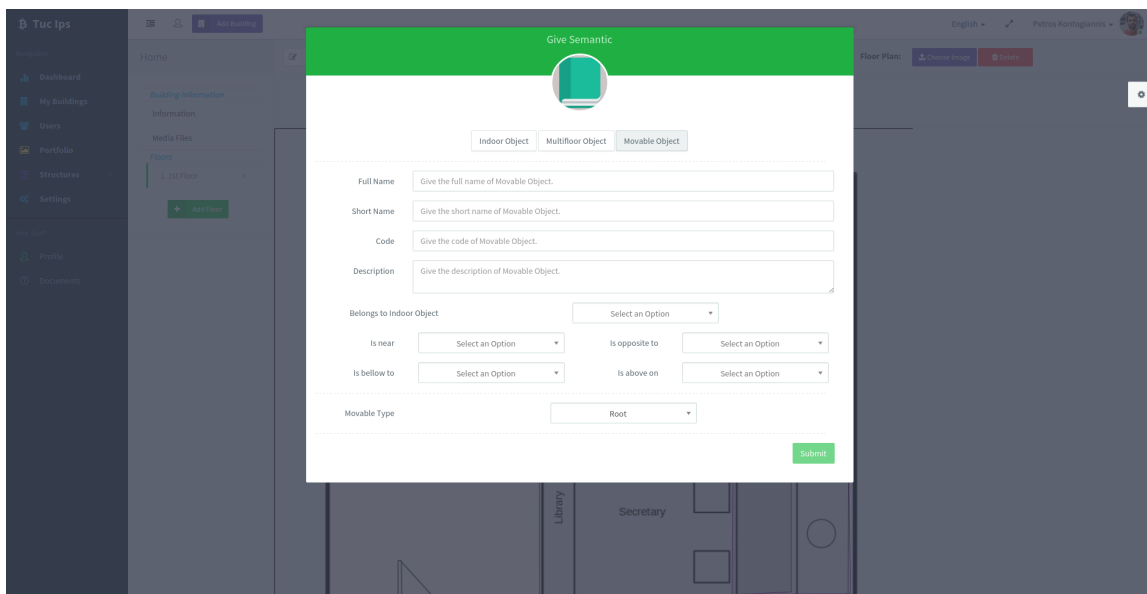 Tuc Ips
Add Building
English
Petros Kontogiannis
Dashboard
My Buildings
Users
Portfolio
Structures
Settings
Profile
Documents
Home
Building Information
Information
Media Files
Floors
1. 1st Floor
Add Floor
Floor Plan:
Choose Image
Delete
Give Semantic
Indoor Object
Multifloor Object
Movable Object
Full Name
Give the full name of Movable Object.
Short Name
Give the short name of Movable Object.
Code
Give the code of Movable Object.
Description
Give the description of Movable Object.
Belongs to Indoor Object
Select an Option
Is near
Select an Option
Is opposite to
Select an Option
Is bellow to
Select an Option
Is above on
Select an Option
Movable Type
Root
Submit
Library
Secretary